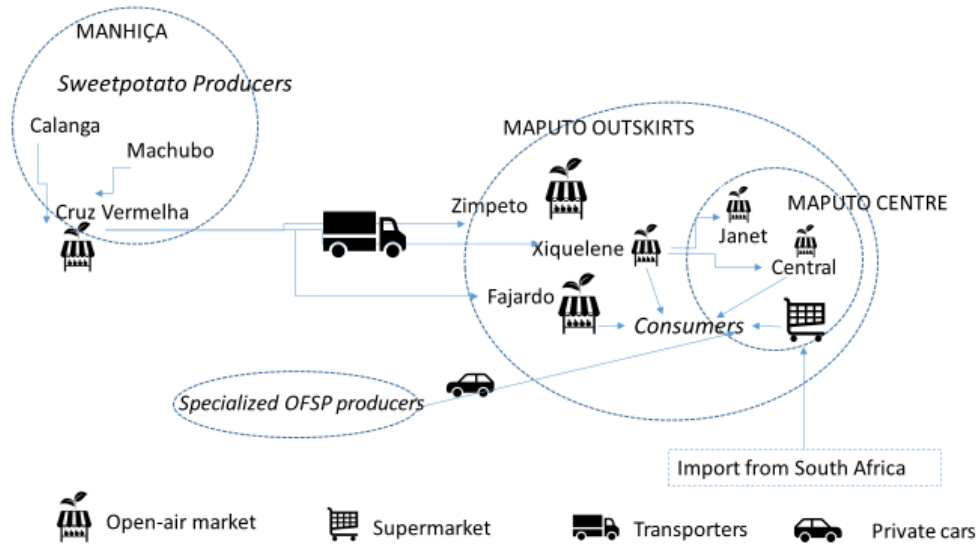 MANHIÇA
Sweetpotato Producers
Calanga
Machubo
Cruz Vermelha
MAPUTO OUTSKIRTS
Zimpeto
MAPUTO CENTRE
Xiquelene
Janet
Central
Fajardo
Consumers
Specialized OFSP producers
Import from South Africa
Open-air market
Supermarket
Transporters
Private cars